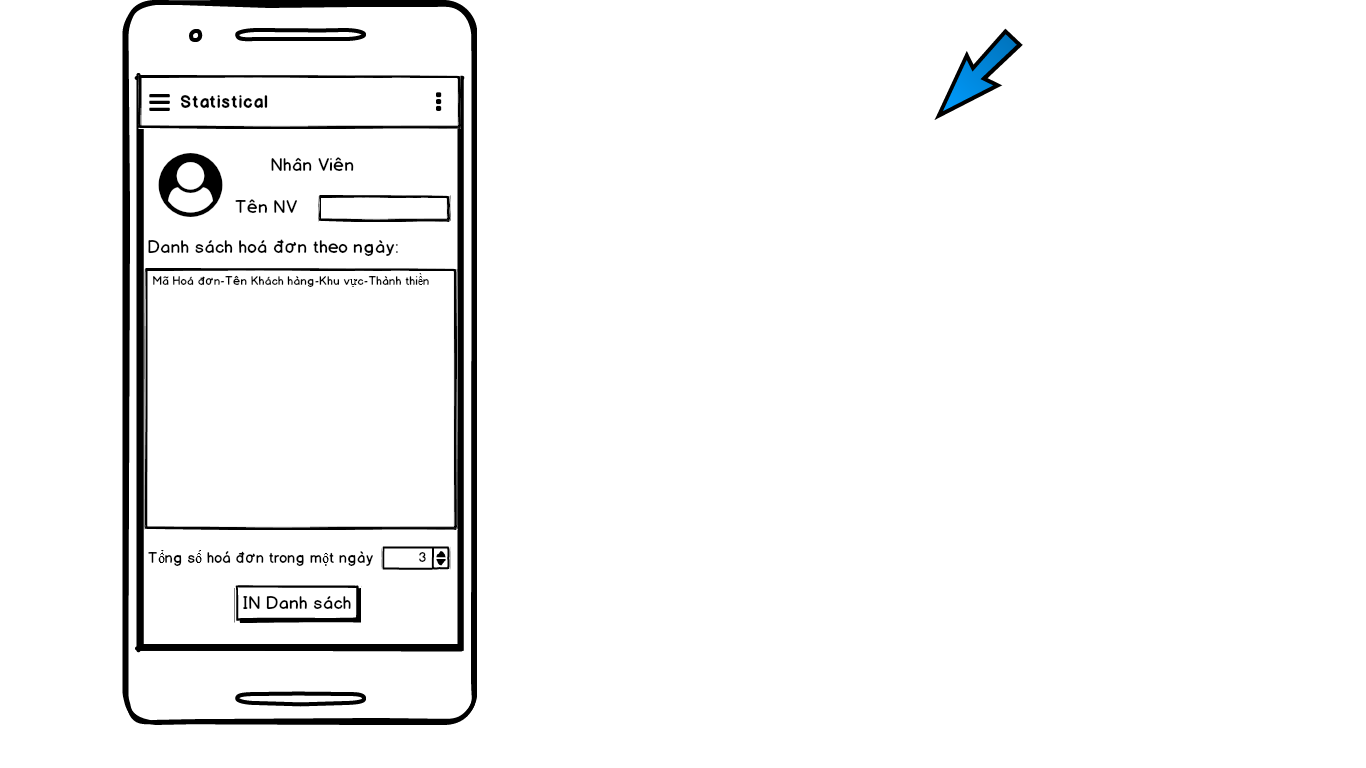 Statistical
Nhân Viên
Tên NV
Danh sách hoá đơn theo ngày:
Mã Hoá đơn-Tên Khách hàng-Khu vực-Thành thiền
Tổng số hoá đơn trong một ngày 3
IN Danh sách